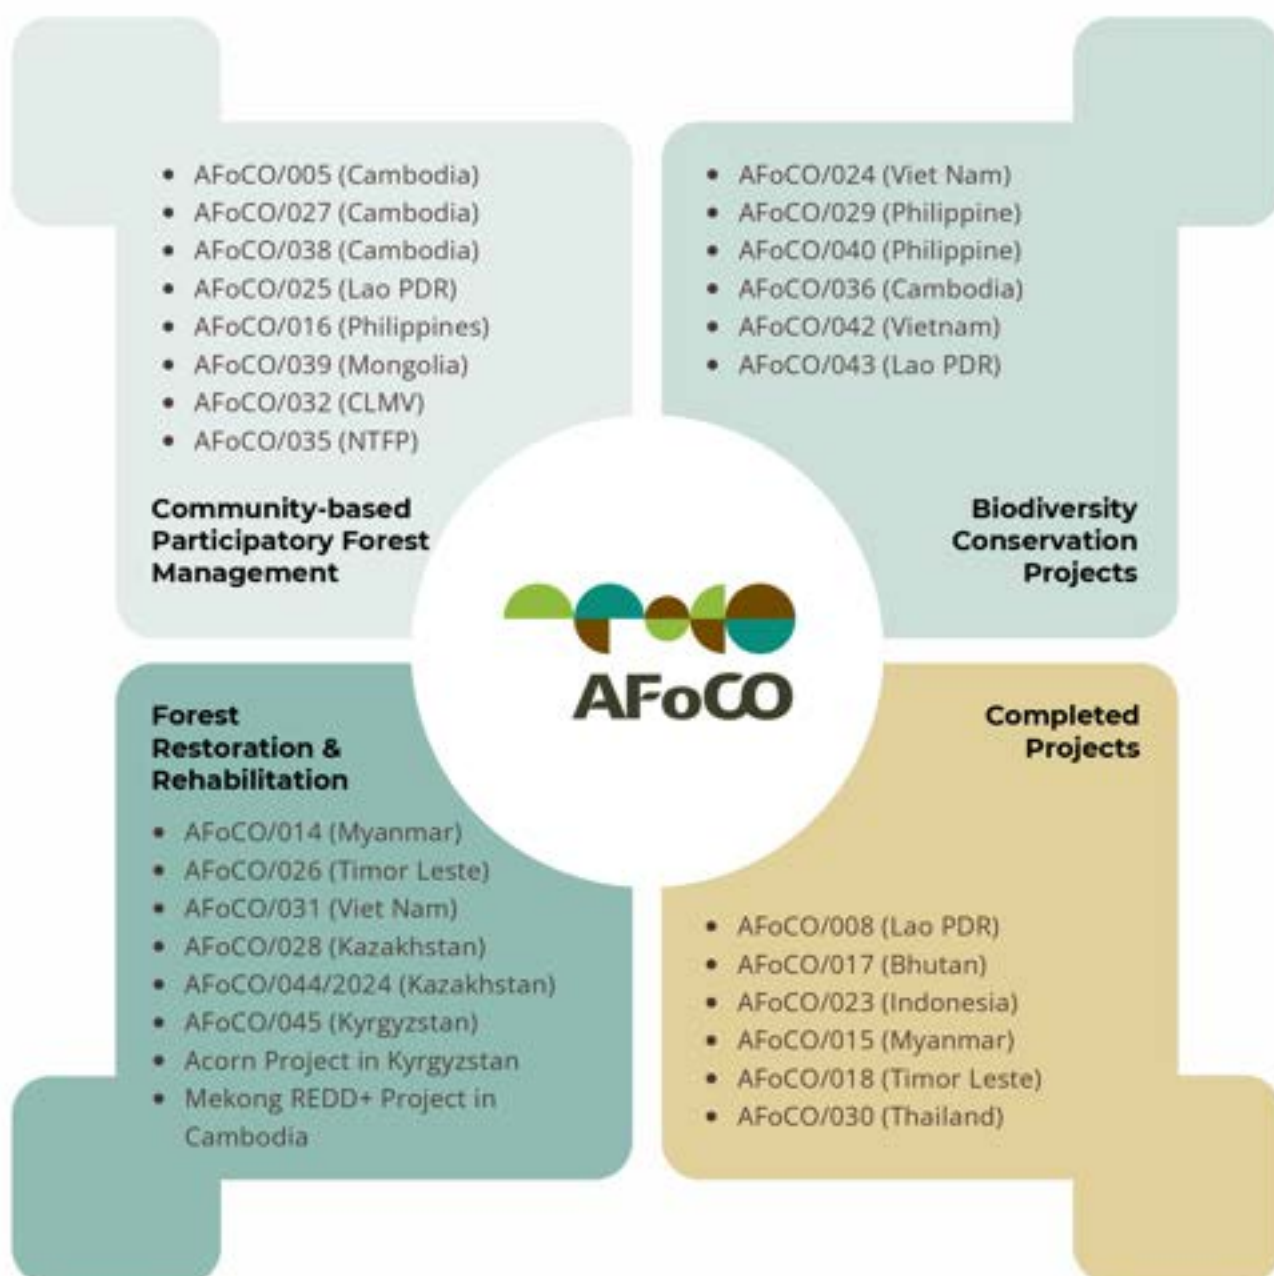 AFoCO/005 (Cambodia)
AFoCO/027 (Cambodia)
AFoCO/038 (Cambodia)
AFoCO/025 (Lao PDR)
AFoCO/016 (Philippines)
AFoCO/039 (Mongolia)
AFoCO/032 (CLMV)
AFoCO/035 (NTFP)
Community-based
Participatory Forest
Management
AFoCO/024 (Viet Nam)
AFoCO/029 (Philippine)
AFoCO/040 (Philippine)
AFoCO/036 (Cambodia)
AFoCO/042 (Vietnam)
AFoCO/043 (Lao PDR)
Biodiversity
Conservation
Projects
AFoCO
Forest
Restoration &
Rehabilitation
AFoCO/014 (Myanmar)
AFoCO/026 (Timor Leste)
AFoCO/031 (Viet Nam)
AFoCO/028 (Kazakhstan)
AFoCO/044/2024 (Kazakhstan)
AFoCO/045 (Kyrgyzstan)
Acorn Project in Kyrgyzstan
Mekong REDD+ Project in
Cambodia
Completed
Projects
AFoCO/008 (Lao PDR)
AFoCO/017 (Bhutan)
AFoCO/023 (Indonesia)
AFoCO/015 (Myanmar)
AFoCO/018 (Timor Leste)
AFoCO/030 (Thailand)